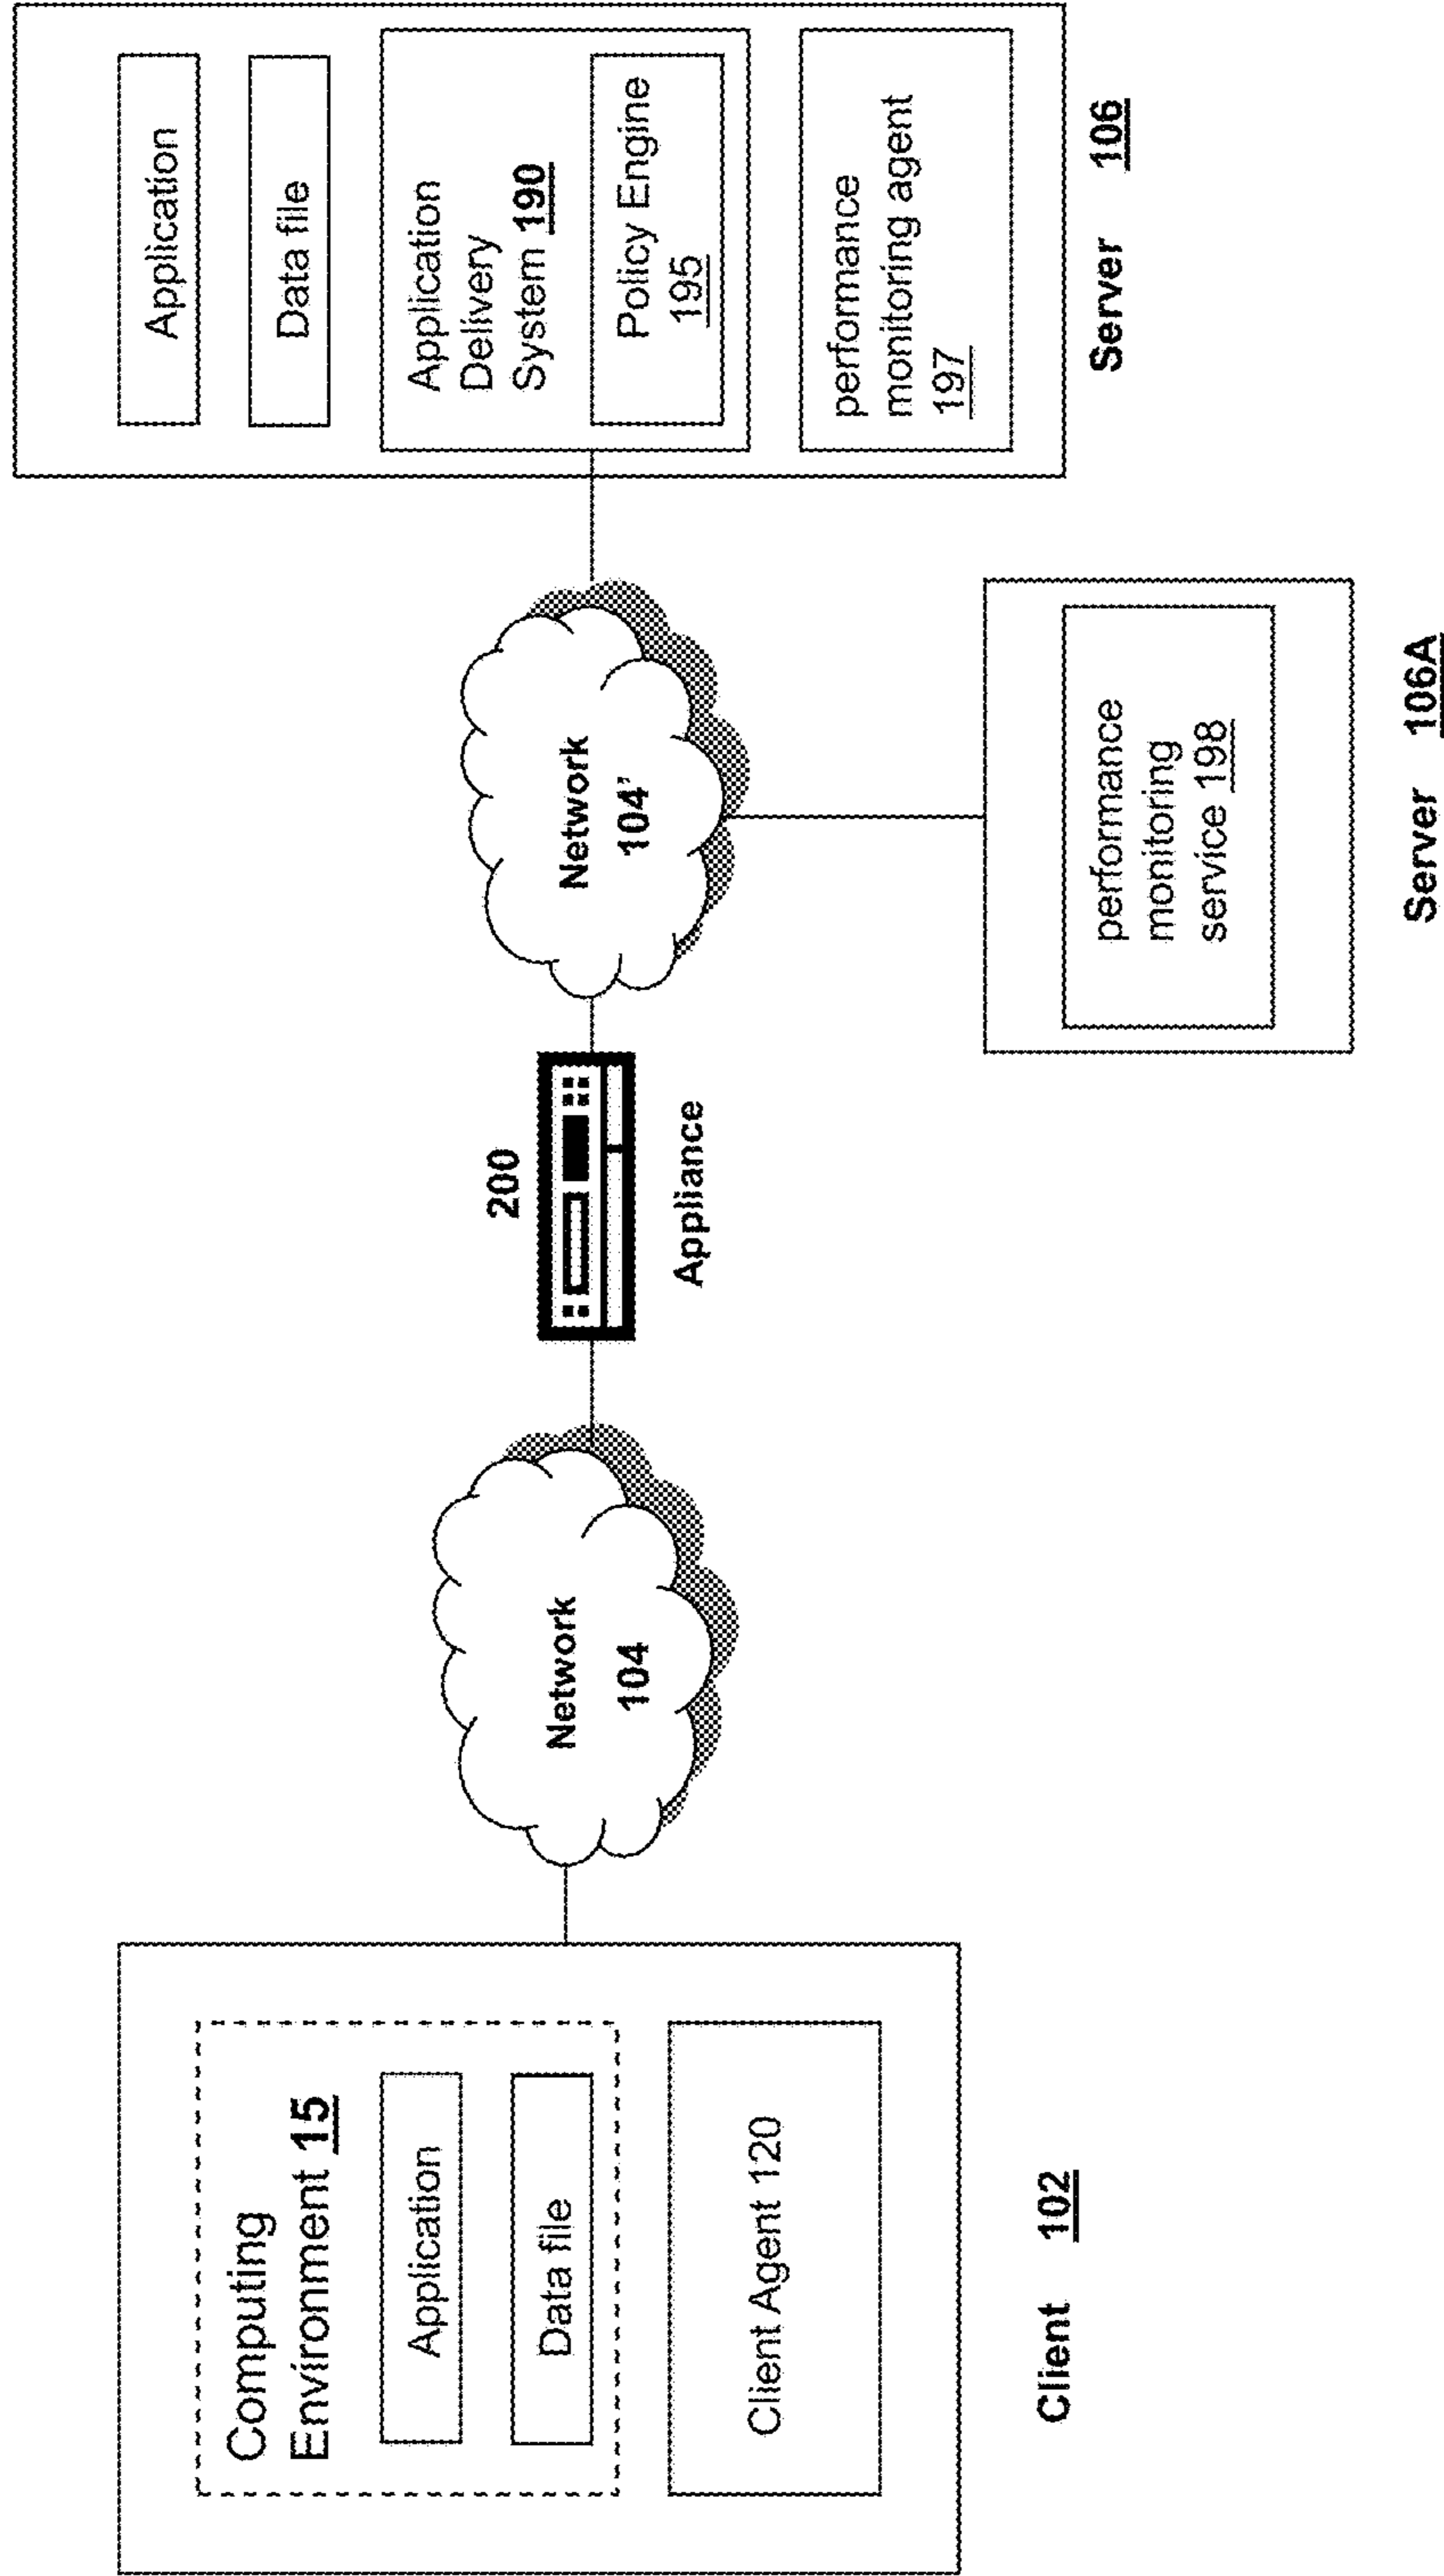 Computing
Environment 15
Application
Data file
Client Agent 120
Client 102
Network
104
200
Appliance
Network
104'
performance
monitoring
service 198
Server 106A
Application
Data file
Application
Delivery
System 190
Policy Engine
195
performance
monitoring agent
197
Server 106